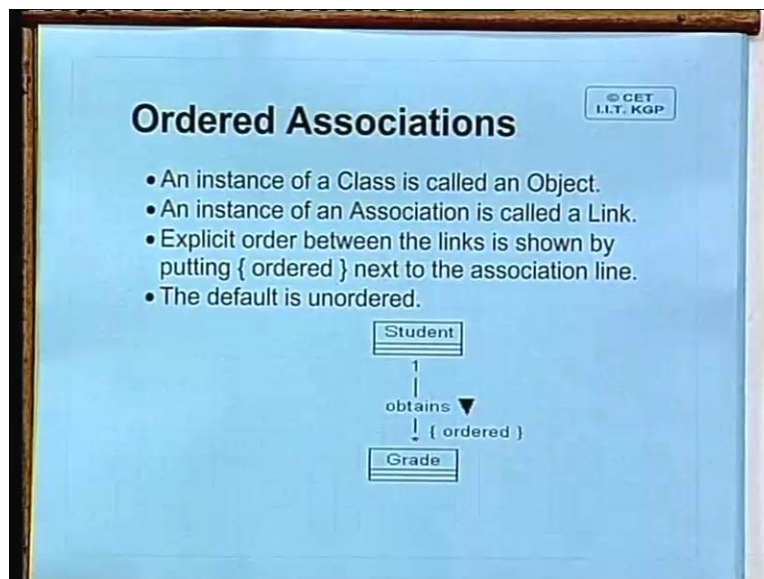 © CET
I.I.T. KGP
Ordered Associations
• An instance of a Class is called an Object.
• An instance of an Association is called a Link.
• Explicit order between the links is shown by
putting { ordered } next to the association line.
• The default is unordered.
Student
1
obtains ▼
* { ordered }
Grade